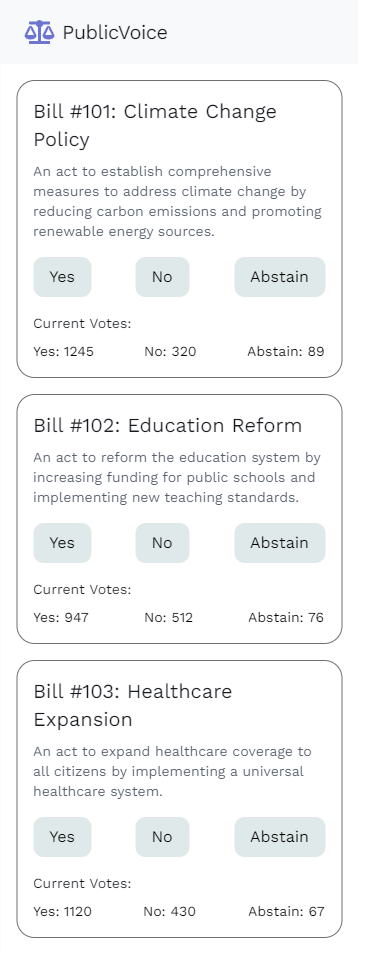 PublicVoice
Bill #101: Climate Change
Policy
An act to establish comprehensive
measures to address climate change by
reducing carbon emissions and promoting
renewable energy sources.
Yes No Abstain
Current Votes:
Yes: 1245 No: 320 Abstain: 89
Bill #102: Education Reform
An act to reform the education system by
increasing funding for public schools and
implementing new teaching standards.
Yes No Abstain
Current Votes:
Yes: 947 No: 512 Abstain: 76
Bill #103: Healthcare
Expansion
An act to expand healthcare coverage to
all citizens by implementing a universal
healthcare system.
Yes No Abstain
Current Votes:
Yes: 1120 No: 430 Abstain: 67